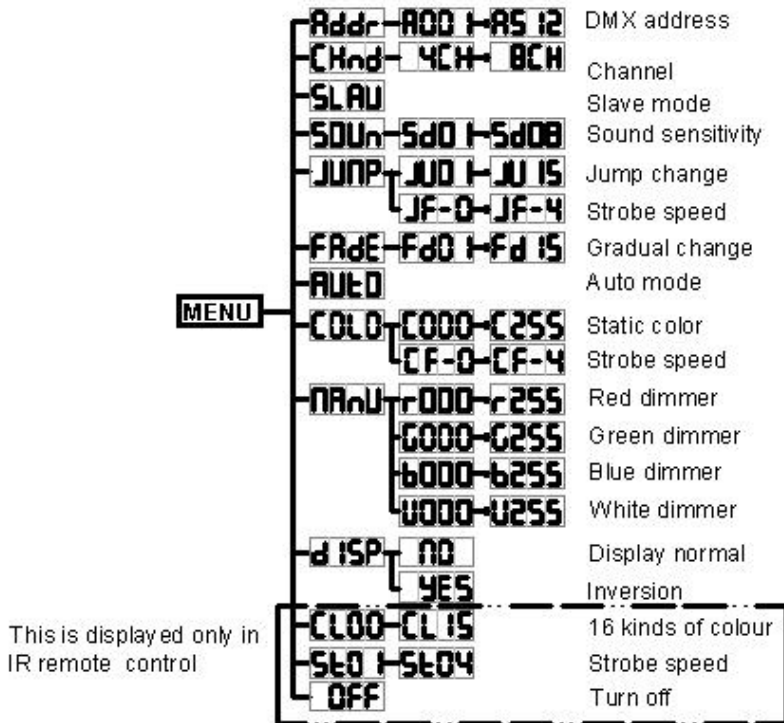 Addr A001 A512 DMX address
CHnd 4CH 8CH Channel
SLAU Slave mode
SOUn Sd01 Sd08 Sound sensitivity
JUMP JU01 JU15 Jump change
JF-0 JF-4 Strobe speed
FAdE Fd01 Fd15 Gradual change
AUtO Auto mode
MENU
COLO C000 C255 Static color
CF-0 CF-4 Strobe speed
MAnU r000 r255 Red dimmer
G000 G255 Green dimmer
b000 b255 Blue dimmer
U000 U255 White dimmer
dISP NO Display normal
YES Inversion
This is displayed only in
IR remote control
CL00 CL15 16 kinds of colour
St01 St04 Strobe speed
OFF Turn off